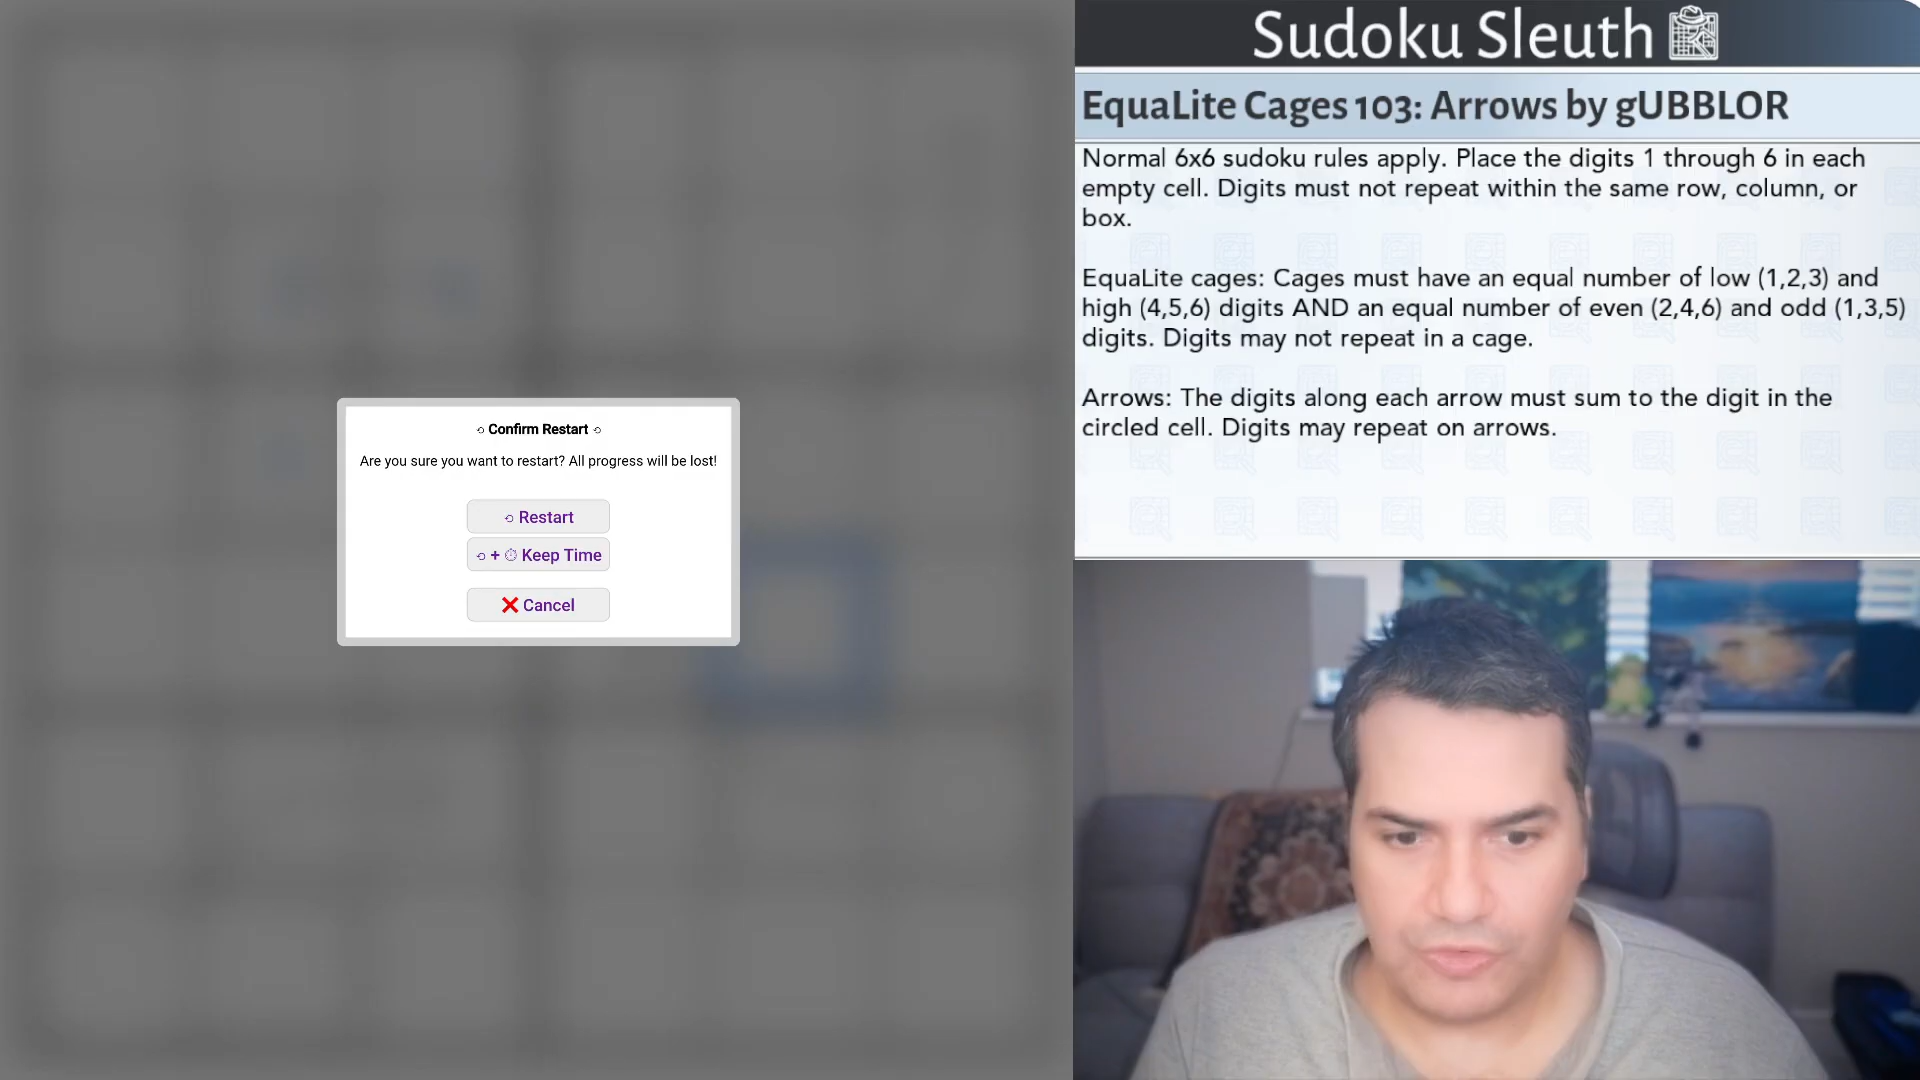 Sudoku Sleuth
EquaLite Cages 103: Arrows by gUBBLOR
Normal 6x6 sudoku rules apply. Place the digits 1 through 6 in each
empty cell. Digits must not repeat within the same row, column, or
box.
EquaLite cages: Cages must have an equal number of low (1,2,3) and
high (4,5,6) digits AND an equal number of even (2,4,6) and odd (1,3,5)
digits. Digits may not repeat in a cage.
Arrows: The digits along each arrow must sum to the digit in the
circled cell. Digits may repeat on arrows.
Confirm Restart
Are you sure you want to restart? All progress will be lost!
Restart
+ Keep Time
Cancel